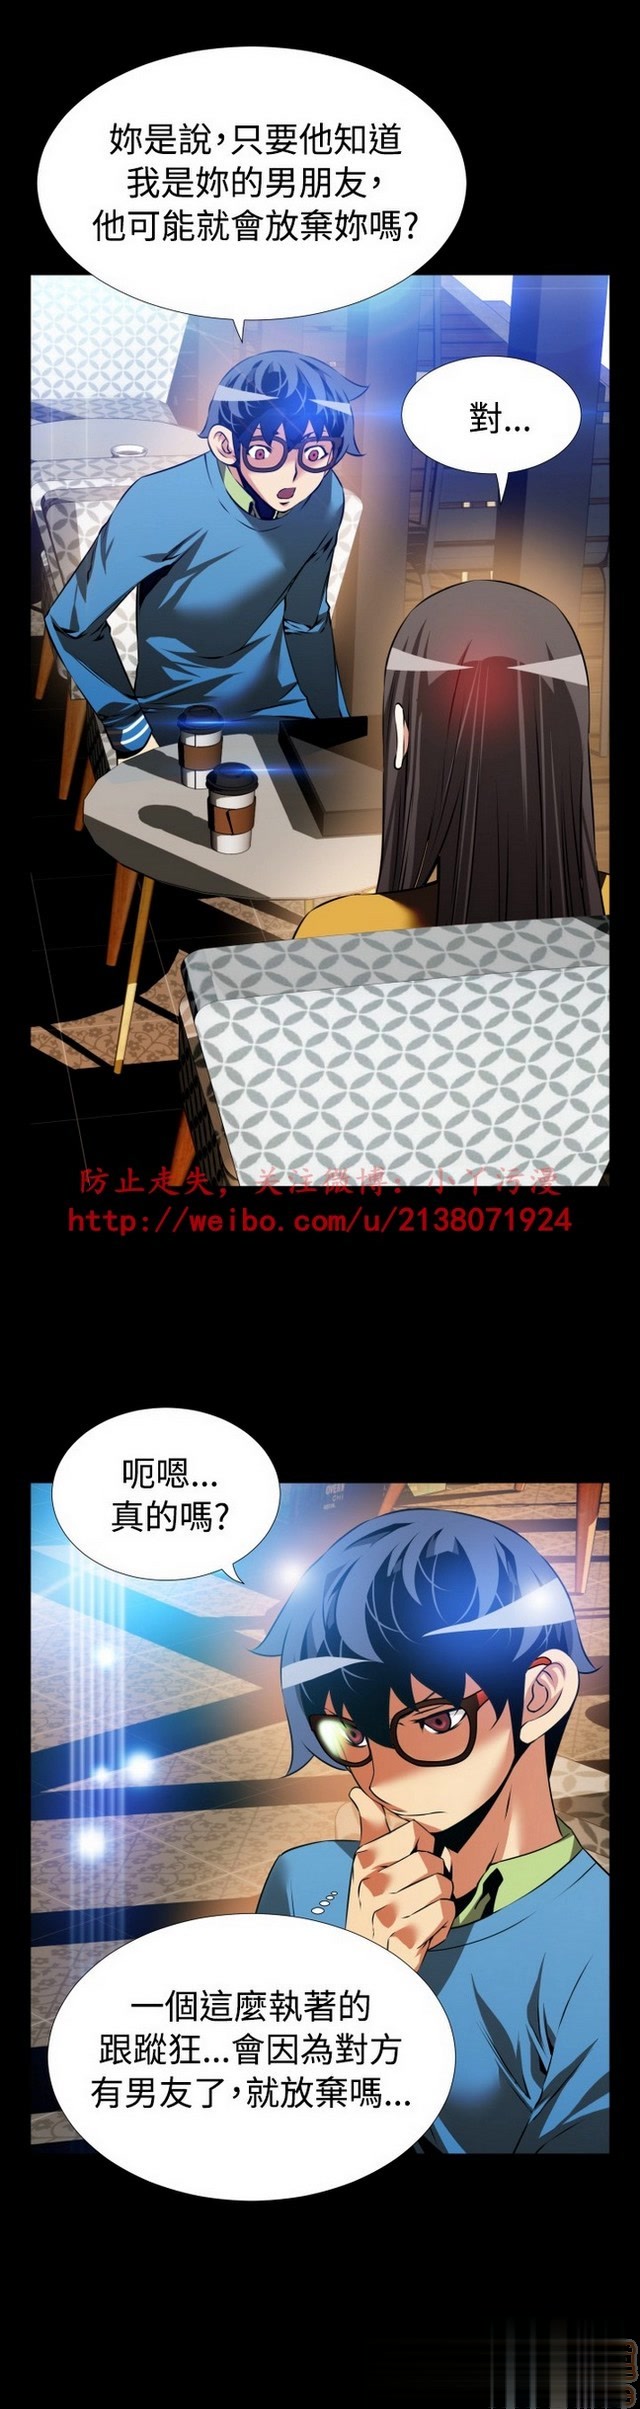 妳是說，只要他知道
我是妳的男朋友，
他可能就會放棄妳嗎？
對…
防止走失，关注微博：小丫污漫
http://weibo.com/u/2138071924
呃嗯…
真的嗎？
一個這麼執著的
跟蹤狂…會因為對方
有男友了，就放棄嗎…